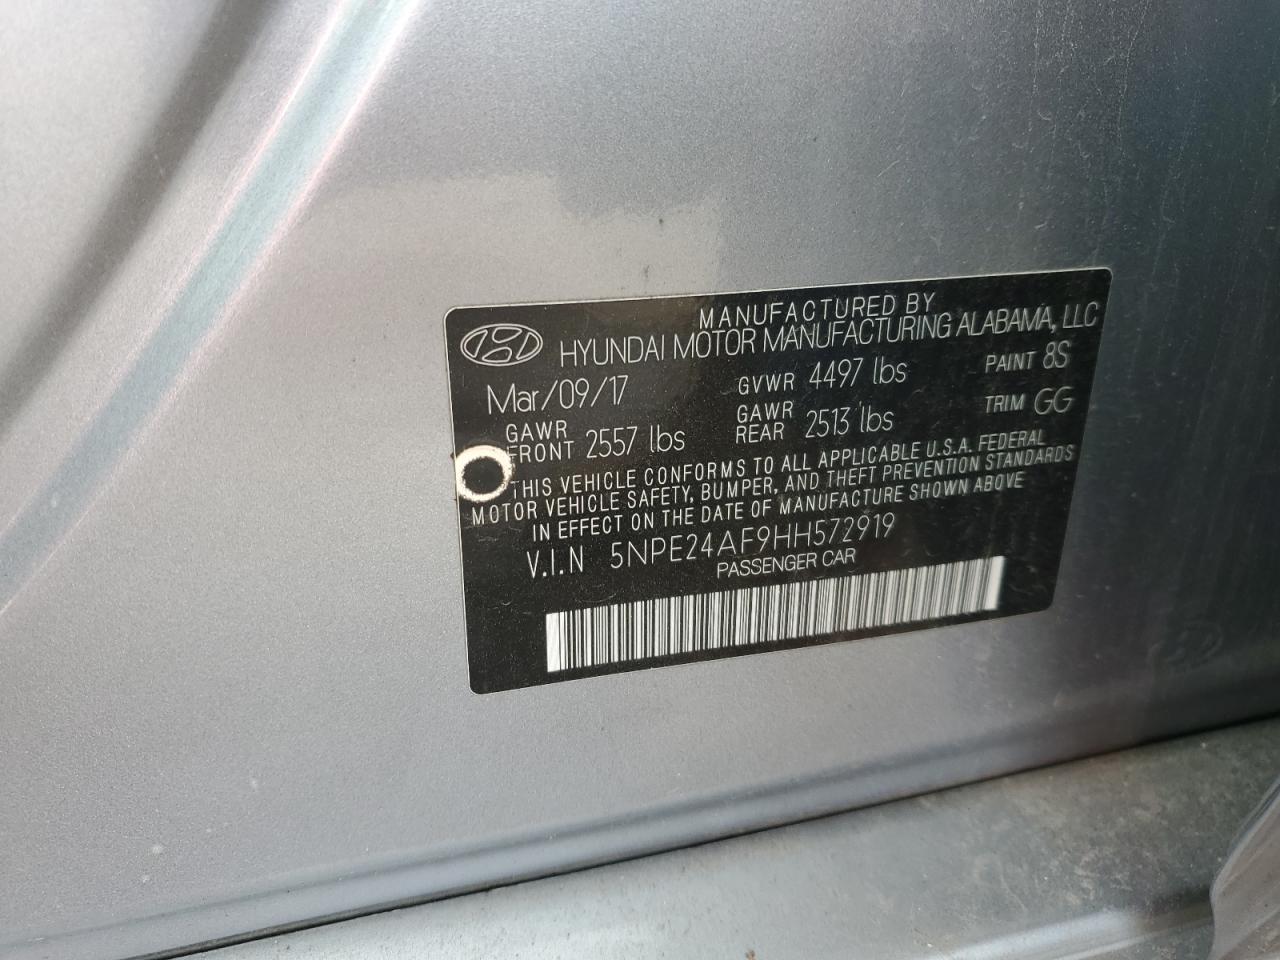 MANUFACTURED BY
HYUNDAI MOTOR MANUFACTURING ALABAMA, LLC
Mar/09/17 GVWR 4497 lbs PAINT 8S
GAWR FRONT 2557 lbs GAWR REAR 2513 lbs TRIM GG
THIS VEHICLE CONFORMS TO ALL APPLICABLE U.S.A. FEDERAL
MOTOR VEHICLE SAFETY, BUMPER, AND THEFT PREVENTION STANDARDS
IN EFFECT ON THE DATE OF MANUFACTURE SHOWN ABOVE
V.I.N 5NPE24AF9HH572919
PASSENGER CAR